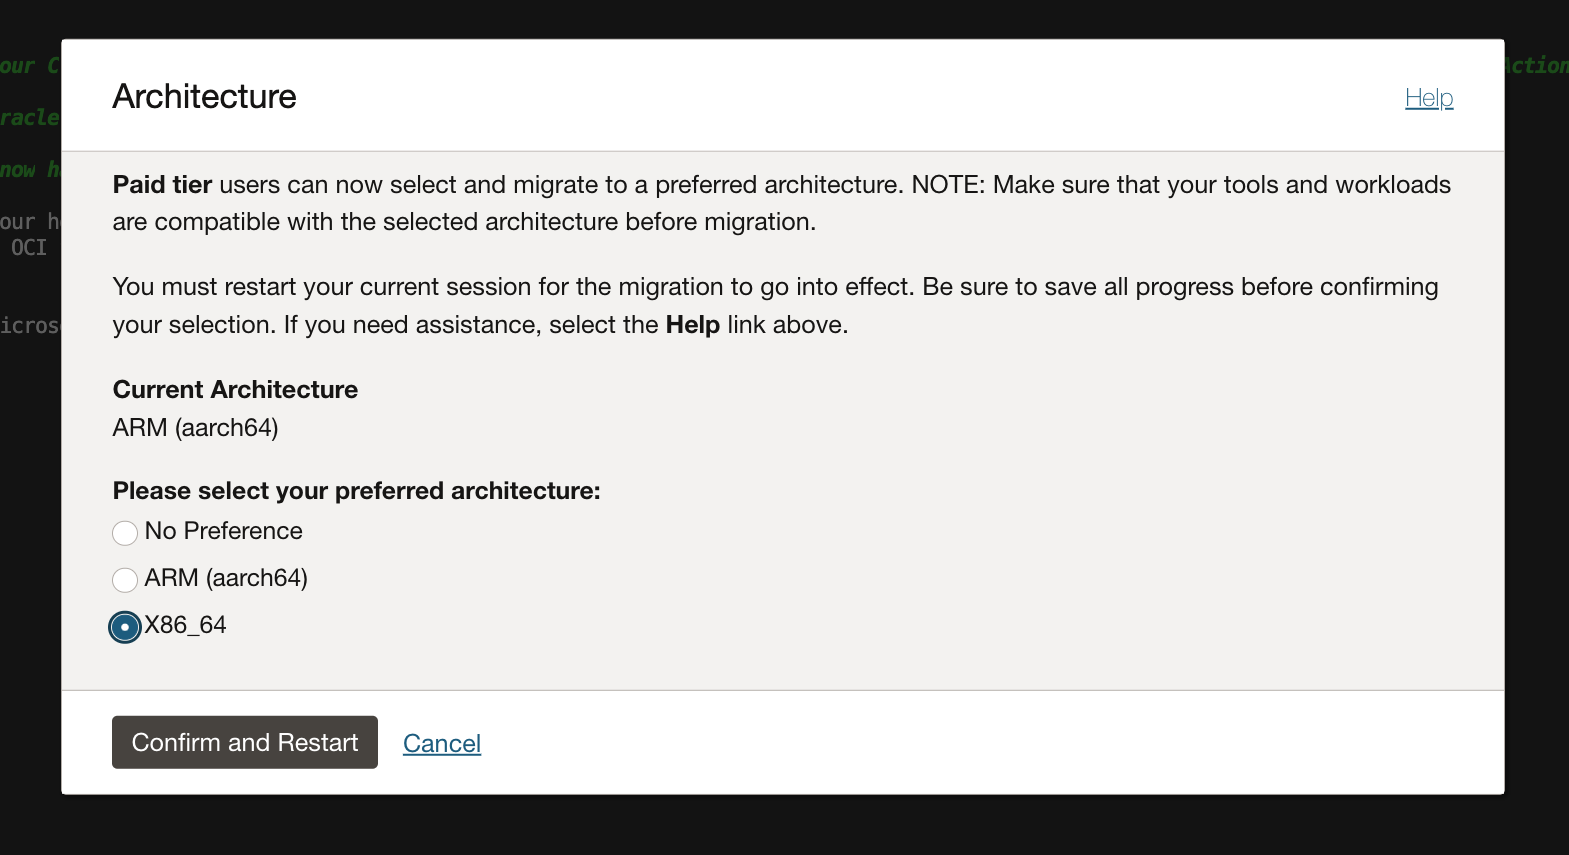 Architecture
Help
Paid tier users can now select and migrate to a preferred architecture. NOTE: Make sure that your tools and workloads
are compatible with the selected architecture before migration.
You must restart your current session for the migration to go into effect. Be sure to save all progress before confirming
your selection. If you need assistance, select the Help link above.
Current Architecture
ARM (aarch64)
Please select your preferred architecture:
No Preference
ARM (aarch64)
X86_64
Confirm and Restart
Cancel
our C
Action
racle
now h
our h
OCI
icros